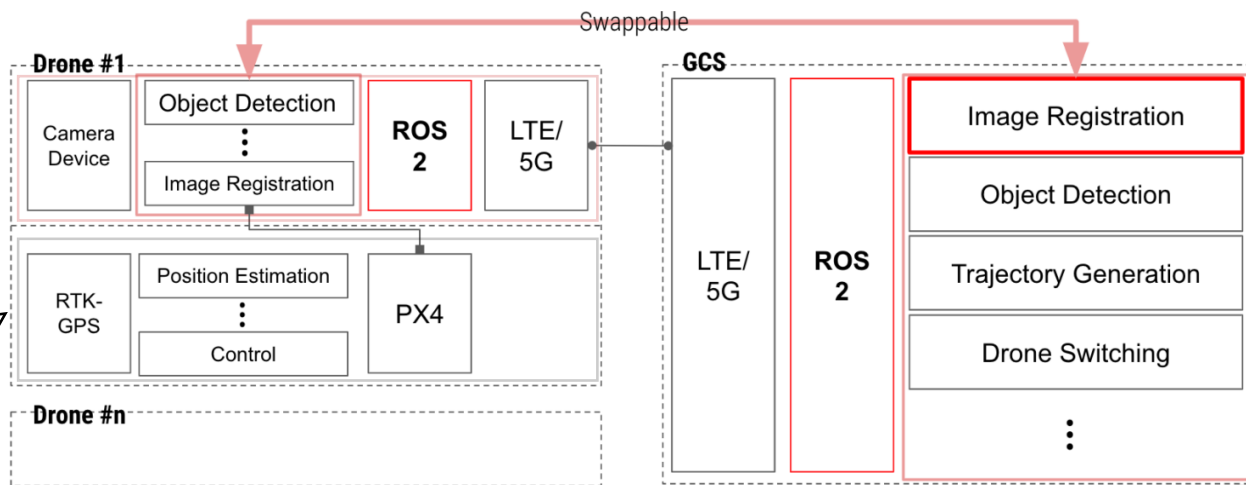 Swappable
Drone #1
Camera
Device
Object Detection
Image Registration
ROS
2
LTE/
5G
RTK-
GPS
Position Estimation
Control
PX4
Drone #n
GCS
LTE/
5G
ROS
2
Image Registration
Object Detection
Trajectory Generation
Drone Switching